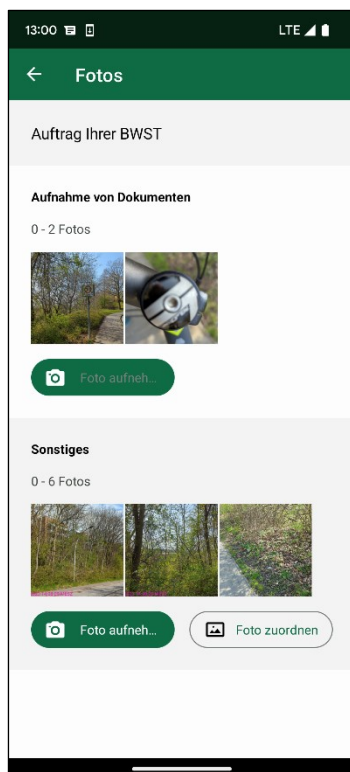 13:00
LTE
Fotos
Auftrag Ihrer BWST
Aufnahme von Dokumenten
0 - 2 Fotos
Foto aufneh...
Sonstiges
0 - 6 Fotos
Foto aufneh...
Foto zuordnen